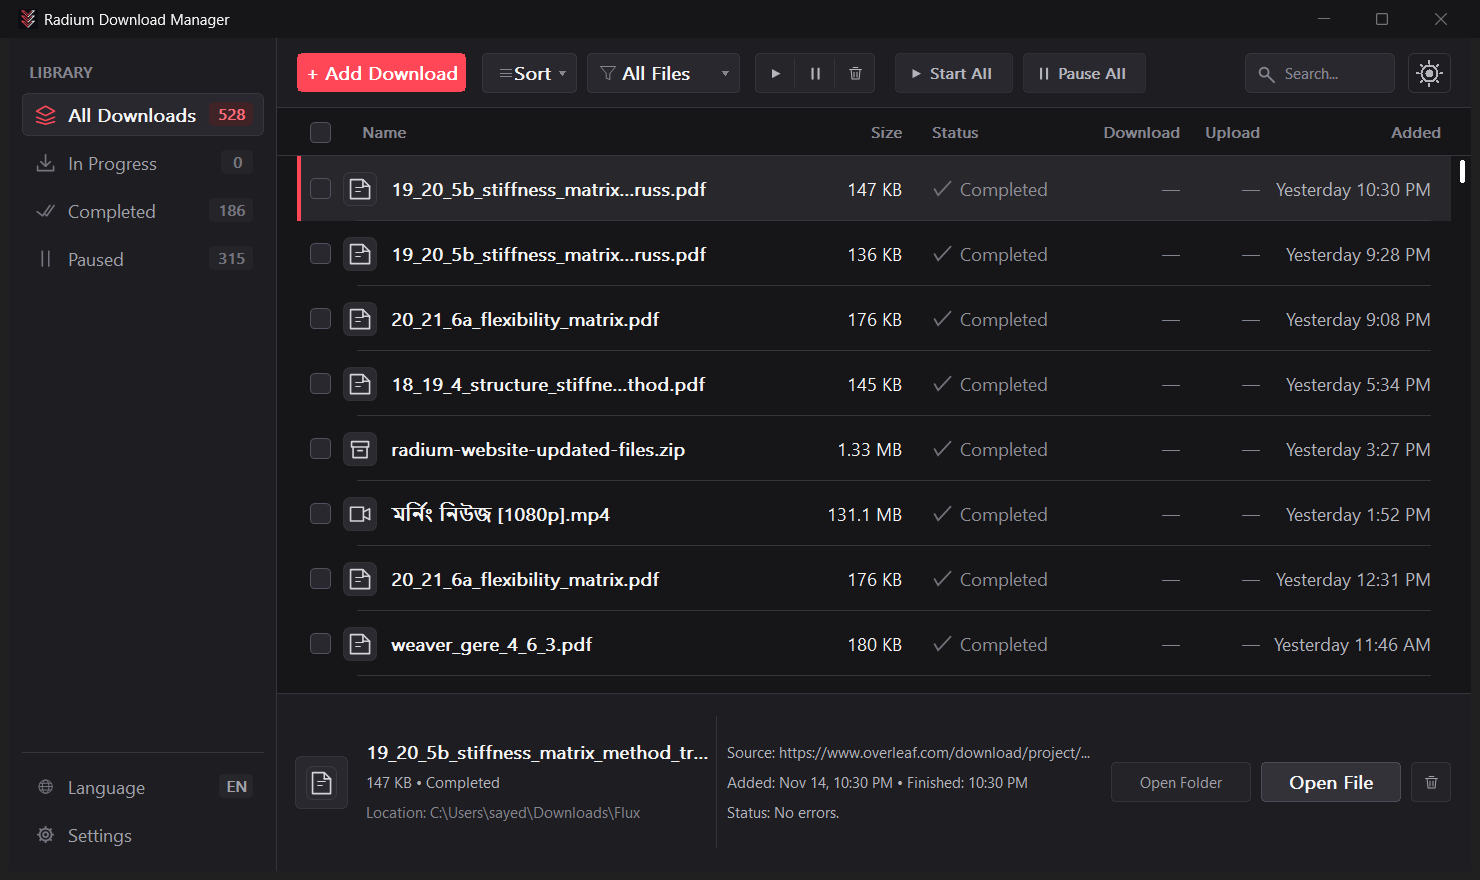 Radium Download Manager
LIBRARY
All Downloads 528
In Progress 0
Completed 186
Paused 315
Language EN
Settings
+ Add Download Sort All Files Start All Pause All Search...
Name Size Status Download Upload Added
19_20_5b_stiffness_matrix...russ.pdf 147 KB Completed — — Yesterday 10:30 PM
19_20_5b_stiffness_matrix...russ.pdf 136 KB Completed — — Yesterday 9:28 PM
20_21_6a_flexibility_matrix.pdf 176 KB Completed — — Yesterday 9:08 PM
18_19_4_structure_stiffne...thod.pdf 145 KB Completed — — Yesterday 5:34 PM
radium-website-updated-files.zip 1.33 MB Completed — — Yesterday 3:27 PM
মর্নিং নিউজ [1080p].mp4 131.1 MB Completed — — Yesterday 1:52 PM
20_21_6a_flexibility_matrix.pdf 176 KB Completed — — Yesterday 12:31 PM
weaver_gere_4_6_3.pdf 180 KB Completed — — Yesterday 11:46 AM
19_20_5b_stiffness_matrix_method_tr...
147 KB • Completed
Location: C:\Users\sayed\Downloads\Flux
Source: https://www.overleaf.com/download/project/...
Added: Nov 14, 10:30 PM • Finished: 10:30 PM
Status: No errors.
Open Folder Open File